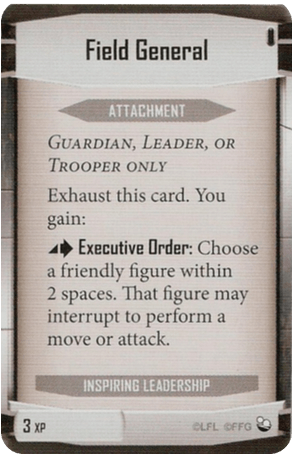 Field General
ATTACHMENT
GUARDIAN, LEADER, OR
TROOPER ONLY
Exhaust this card. You
gain:
Executive Order: Choose
a friendly figure within
2 spaces. That figure may
interrupt to perform a
move or attack.
INSPIRING LEADERSHIP
3 XP
©LFL ©FFG